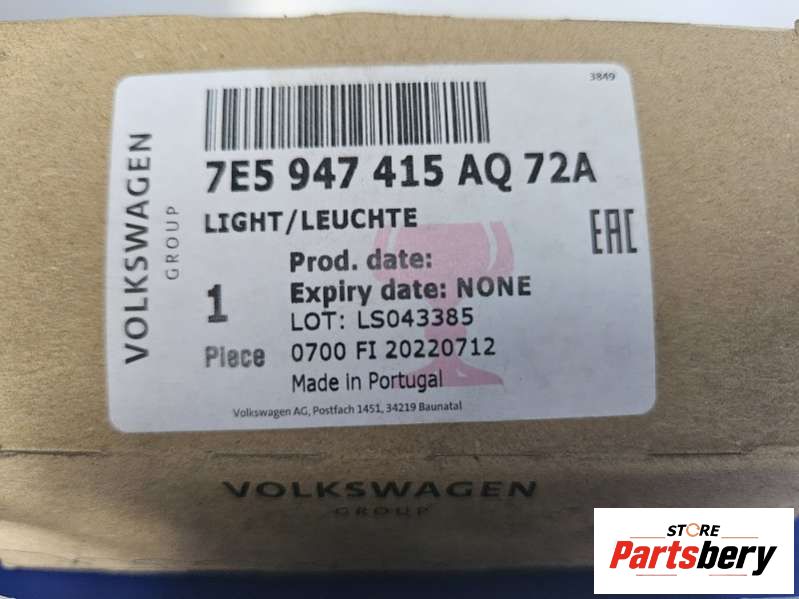 3849
7E5 947 415 AQ 72A
LIGHT/LEUCHTE
VOLKSWAGEN
GROUP
EAC
Prod. date:
1
Expiry date: NONE
LOT: LS043385
Piece
0700 FI 20220712
Made in Portugal
Volkswagen AG, Postfach 1451, 34219 Baunatal
VOLKSWAGEN
GROUP
STORE
Partsbery